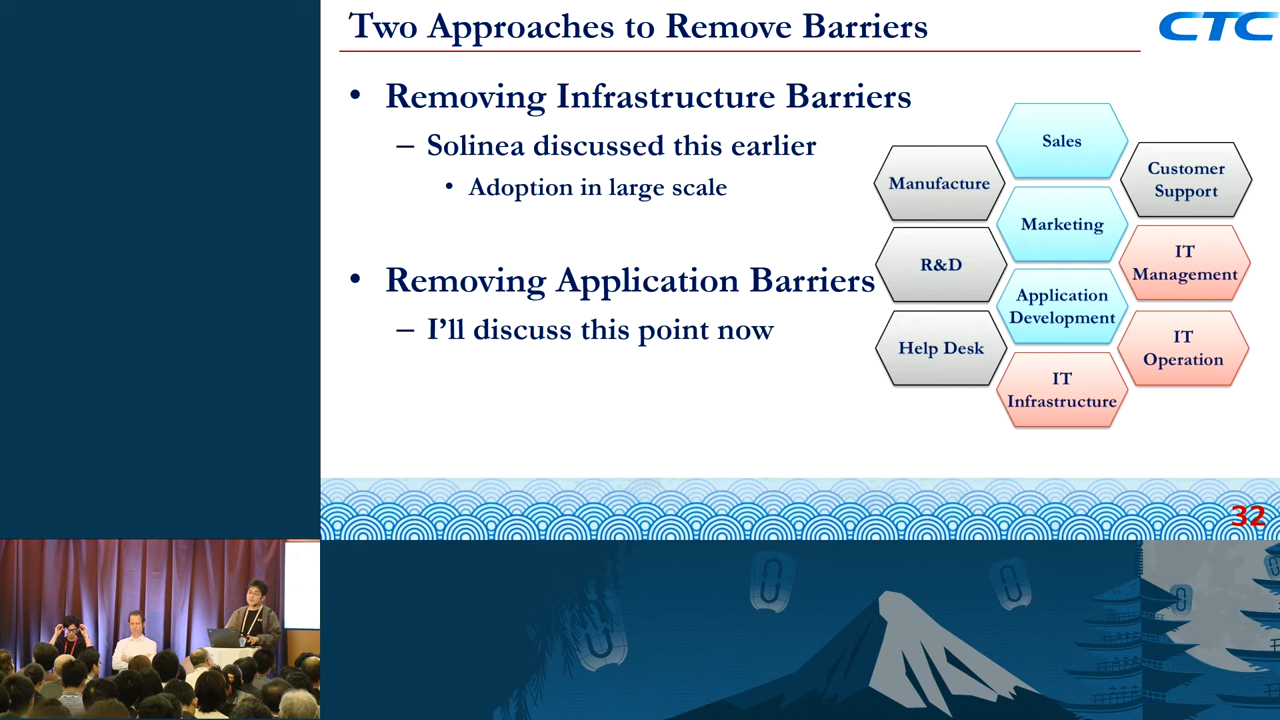 Two Approaches to Remove Barriers
CTC
• Removing Infrastructure Barriers
– Solinea discussed this earlier
• Adoption in large scale
• Removing Application Barriers
– I'll discuss this point now
Sales
Manufacture
Customer
Support
Marketing
R&D
IT
Management
Application
Development
Help Desk
IT
Operation
IT
Infrastructure
32